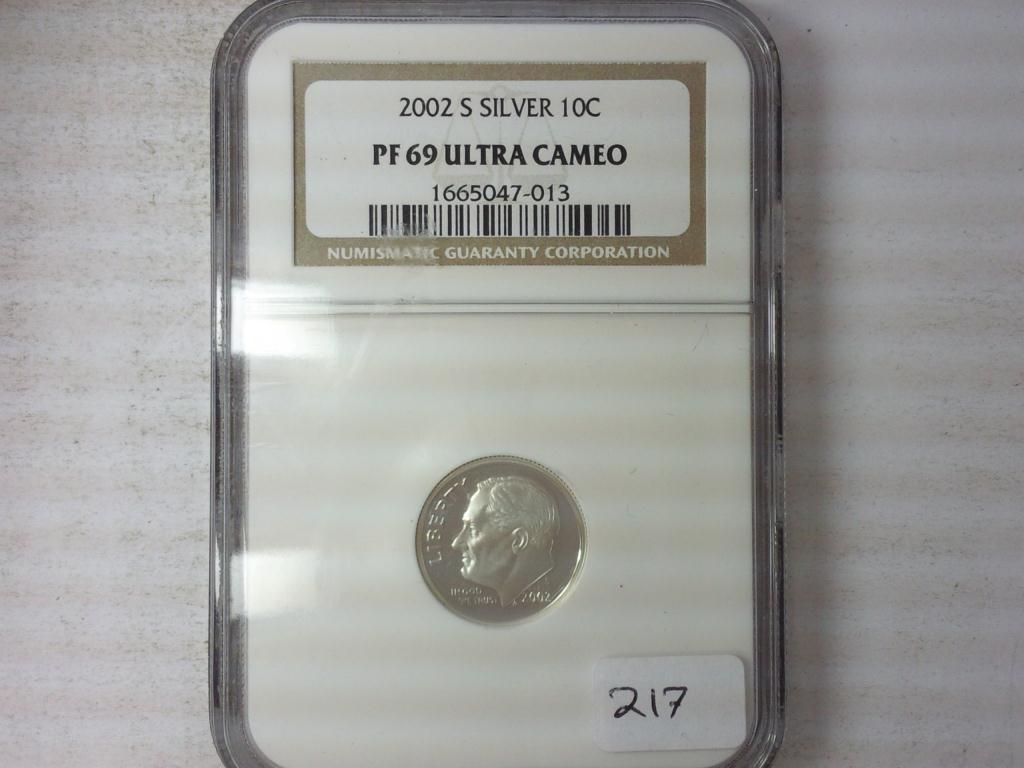 2002 S SILVER 10C
PF 69 ULTRA CAMEO
1665047-013
NUMISMATIC GUARANTY CORPORATION
LIBERTY
IN GOD
WE TRUST
2002
217